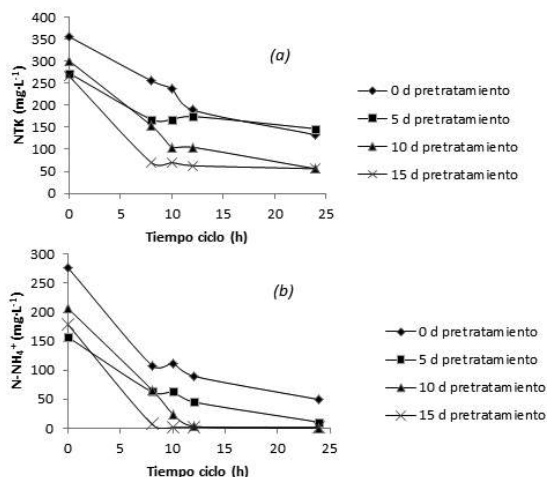 400
350
300
250
200
150
100
50
0
NTK (mg·L⁻¹)
(a)
0 5 10 15 20 25
Tiempo ciclo (h)
0 d pretratamiento
5 d pretratamiento
10 d pretratamiento
15 d pretratamiento
300
250
200
150
100
50
0
N-NH₄⁺ (mg·L⁻¹)
(b)
0 5 10 15 20 25
Tiempo ciclo (h)
0 d pretratamiento
5 d pretratamiento
10 d pretratamiento
15 d pretratamiento